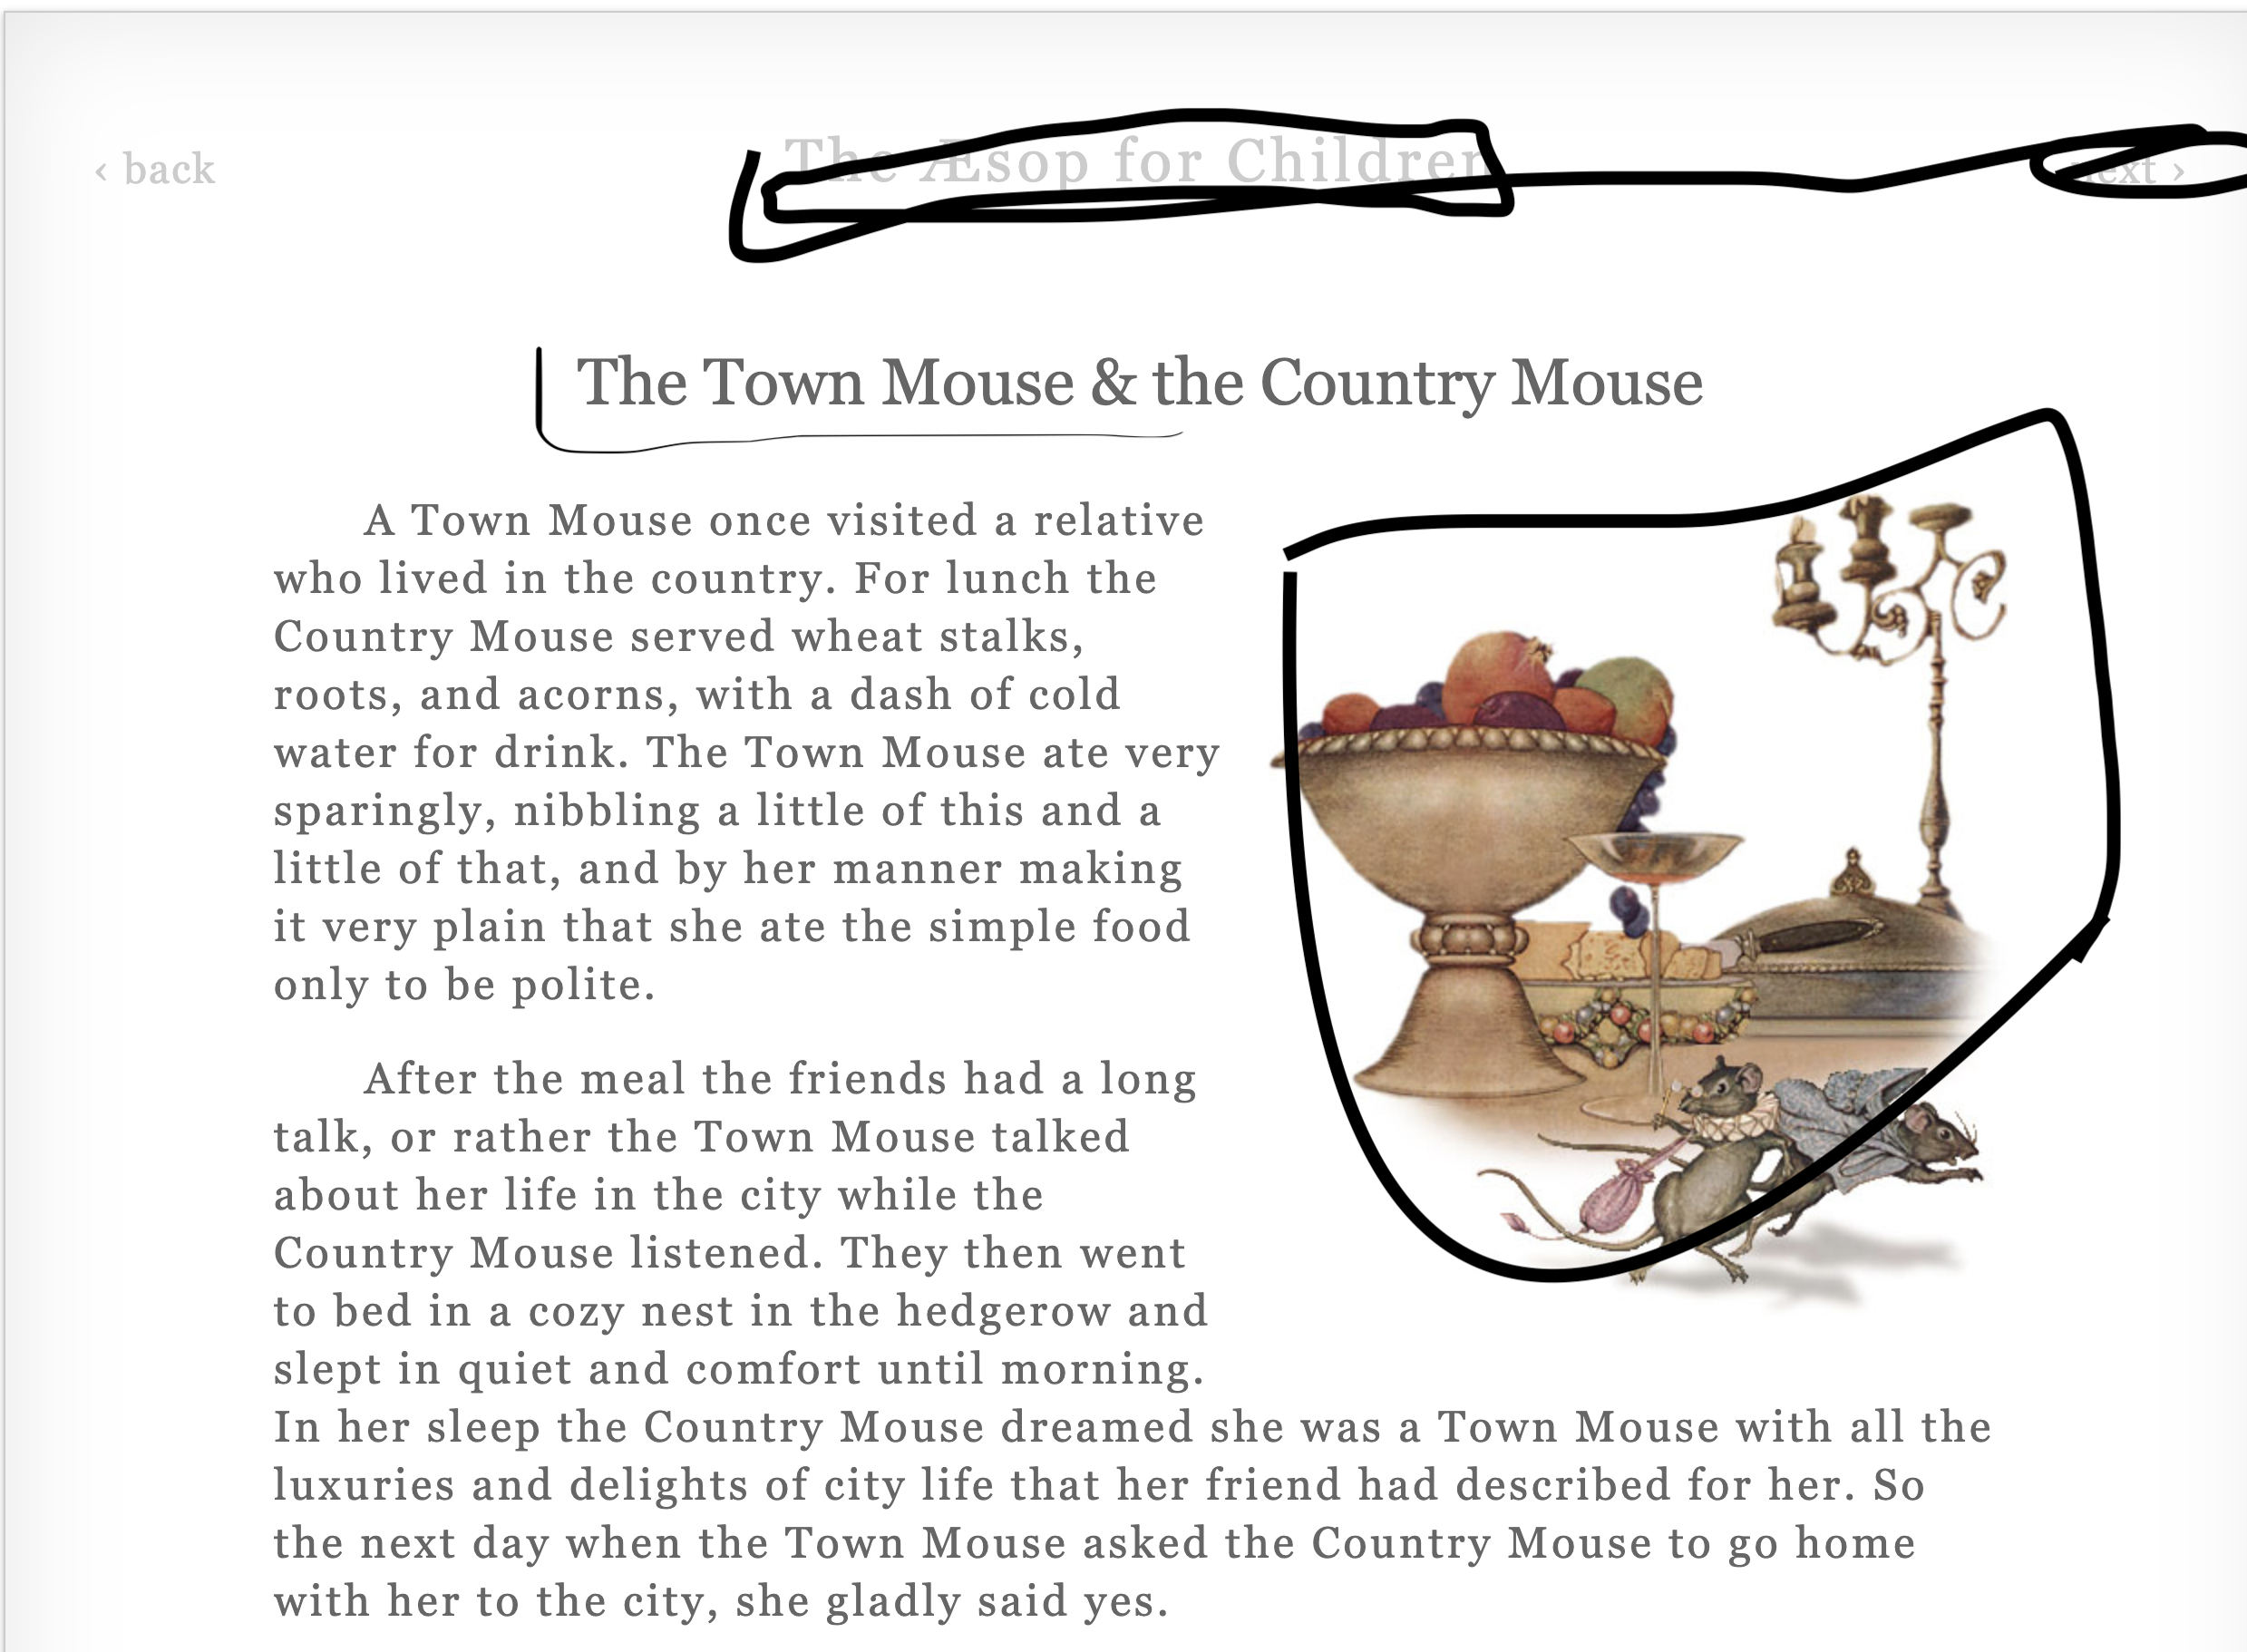 ‹ back
The Æsop for Children
next ›
The Town Mouse & the Country Mouse
A Town Mouse once visited a relative
who lived in the country. For lunch the
Country Mouse served wheat stalks,
roots, and acorns, with a dash of cold
water for drink. The Town Mouse ate very
sparingly, nibbling a little of this and a
little of that, and by her manner making
it very plain that she ate the simple food
only to be polite.
After the meal the friends had a long
talk, or rather the Town Mouse talked
about her life in the city while the
Country Mouse listened. They then went
to bed in a cozy nest in the hedgerow and
slept in quiet and comfort until morning.
In her sleep the Country Mouse dreamed she was a Town Mouse with all the
luxuries and delights of city life that her friend had described for her. So
the next day when the Town Mouse asked the Country Mouse to go home
with her to the city, she gladly said yes.